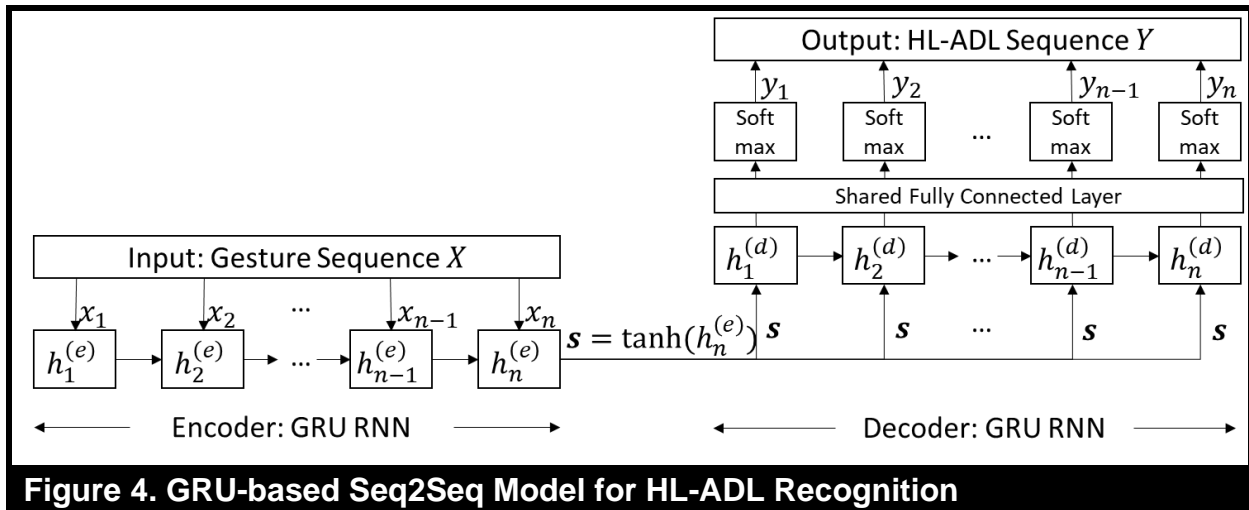 Output: HL-ADL Sequence Y
y₁ y₂ yₙ₋₁ yₙ
Soft max Soft max ... Soft max Soft max
Shared Fully Connected Layer
h₁⁽ᵈ⁾ h₂⁽ᵈ⁾ ... hₙ₋₁⁽ᵈ⁾ hₙ⁽ᵈ⁾
Input: Gesture Sequence X
x₁ x₂ ... xₙ₋₁ xₙ
h₁⁽ᵉ⁾ h₂⁽ᵉ⁾ ... hₙ₋₁⁽ᵉ⁾ hₙ⁽ᵉ⁾ s = tanh(hₙ⁽ᵉ⁾) s s ... s s
Encoder: GRU RNN Decoder: GRU RNN
Figure 4. GRU-based Seq2Seq Model for HL-ADL Recognition